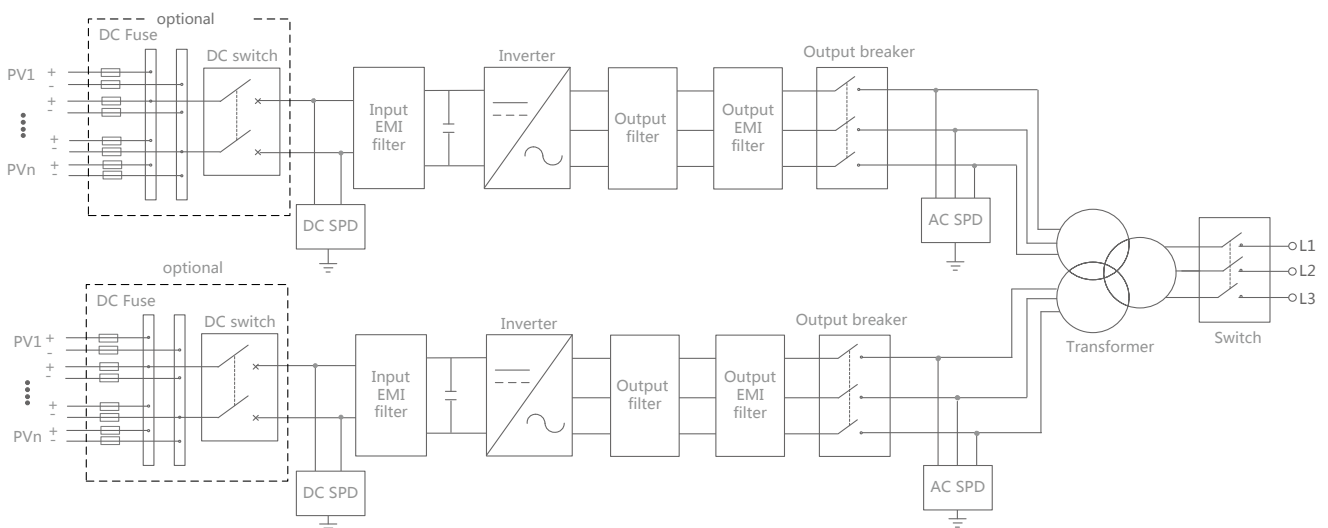 optional
DC Fuse
DC switch
PV1
+
-
+
-
+
-
PVn
+
-
Input
EMI
filter
Inverter
Output
filter
Output
EMI
filter
Output breaker
DC SPD
AC SPD
optional
DC Fuse
DC switch
PV1
+
-
+
-
+
-
PVn
+
-
Input
EMI
filter
Inverter
Output
filter
Output
EMI
filter
Output breaker
DC SPD
AC SPD
Transformer
L1
L2
L3
Switch